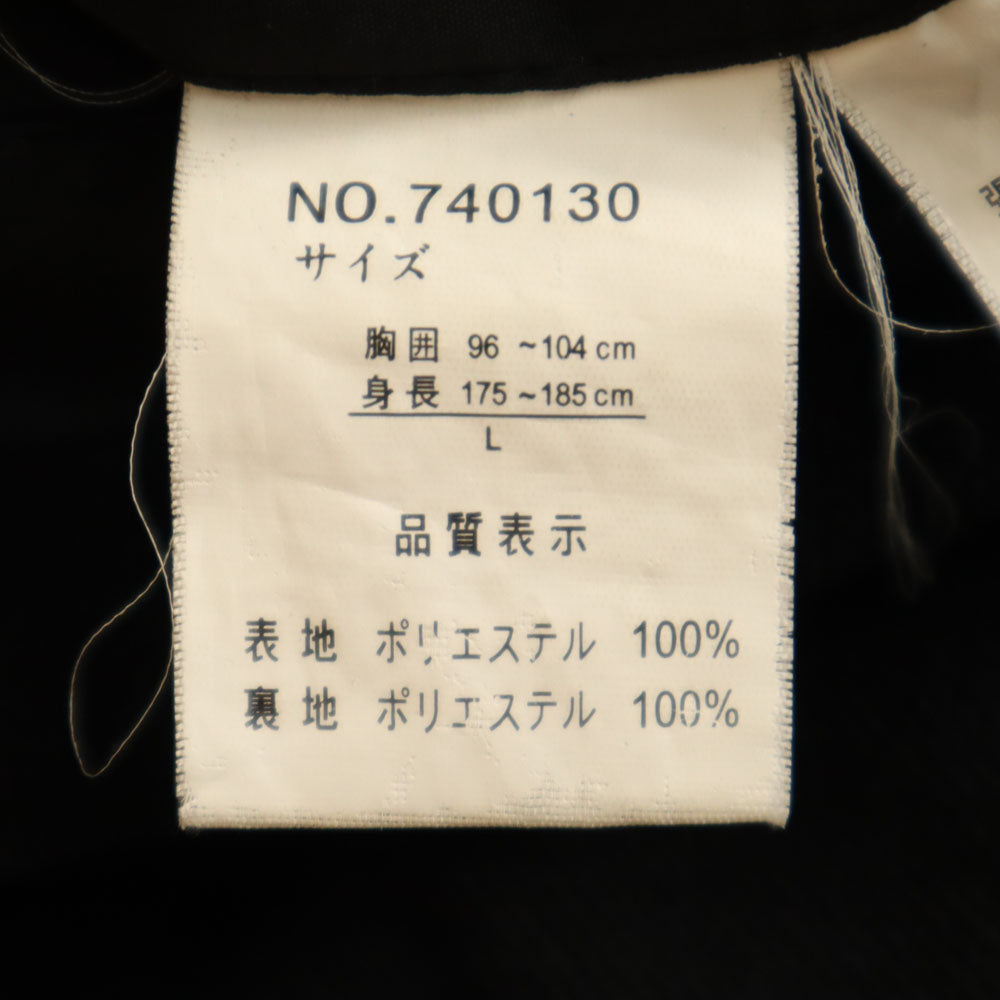 NO.740130
サイズ
胸囲 96 ~104 cm
身長 175 ~185 cm
L
品質表示
表地 ポリエステル 100%
裏地 ポリエステル 100%